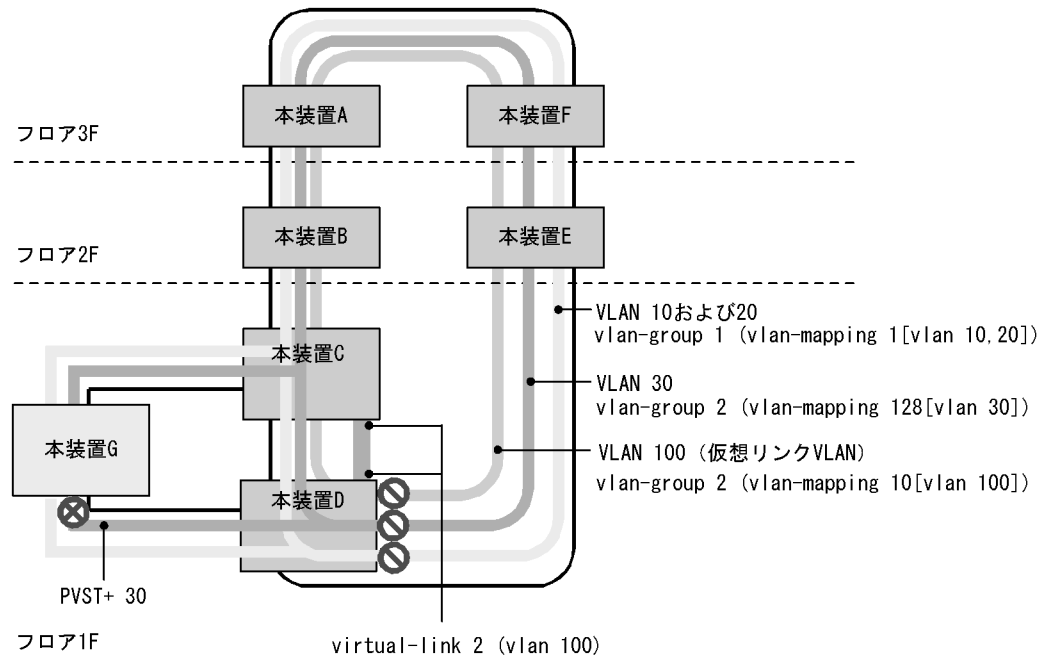 本装置A
本装置F
フロア3F
本装置B
本装置E
フロア2F
VLAN 10および20
vlan-group 1 (vlan-mapping 1[vlan 10,20])
本装置C
VLAN 30
vlan-group 2 (vlan-mapping 128[vlan 30])
本装置G
VLAN 100 (仮想リンクVLAN)
vlan-group 2 (vlan-mapping 10[vlan 100])
本装置D
PVST+ 30
フロア1F
virtual-link 2 (vlan 100)